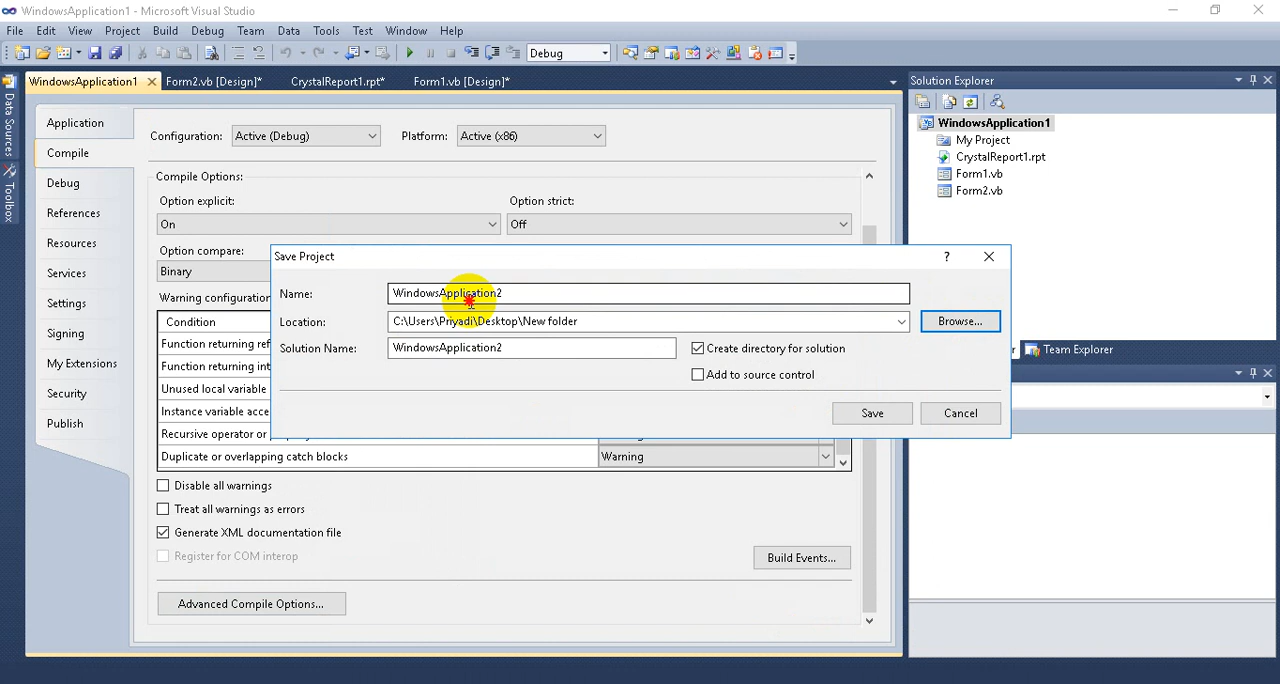 WindowsApplication1 - Microsoft Visual Studio
File Edit View Project Build Debug Team Data Tools Test Window Help
Debug
WindowsApplication1 Form2.vb [Design]* CrystalReport1.rpt* Form1.vb [Design]*
Solution Explorer
Data Sources
Toolbox
Application
Compile
Debug
References
Resources
Services
Settings
Signing
My Extensions
Security
Publish
Configuration: Active (Debug) Platform: Active (x86)
Compile Options:
Option explicit: Option strict:
On Off
Option compare:
Binary
Warning configuration
Condition
Function returning ref
Function returning int
Unused local variable
Instance variable acce
Recursive operator or
Duplicate or overlapping catch blocks Warning
Disable all warnings
Treat all warnings as errors
Generate XML documentation file
Register for COM interop
Build Events...
Advanced Compile Options...
Save Project ?
Name: WindowsApplication2
Location: C:\Users\Priyadi\Desktop\New folder Browse...
Solution Name: WindowsApplication2 Create directory for solution
Add to source control
Save Cancel
WindowsApplication1
My Project
CrystalReport1.rpt
Form1.vb
Form2.vb
Team Explorer